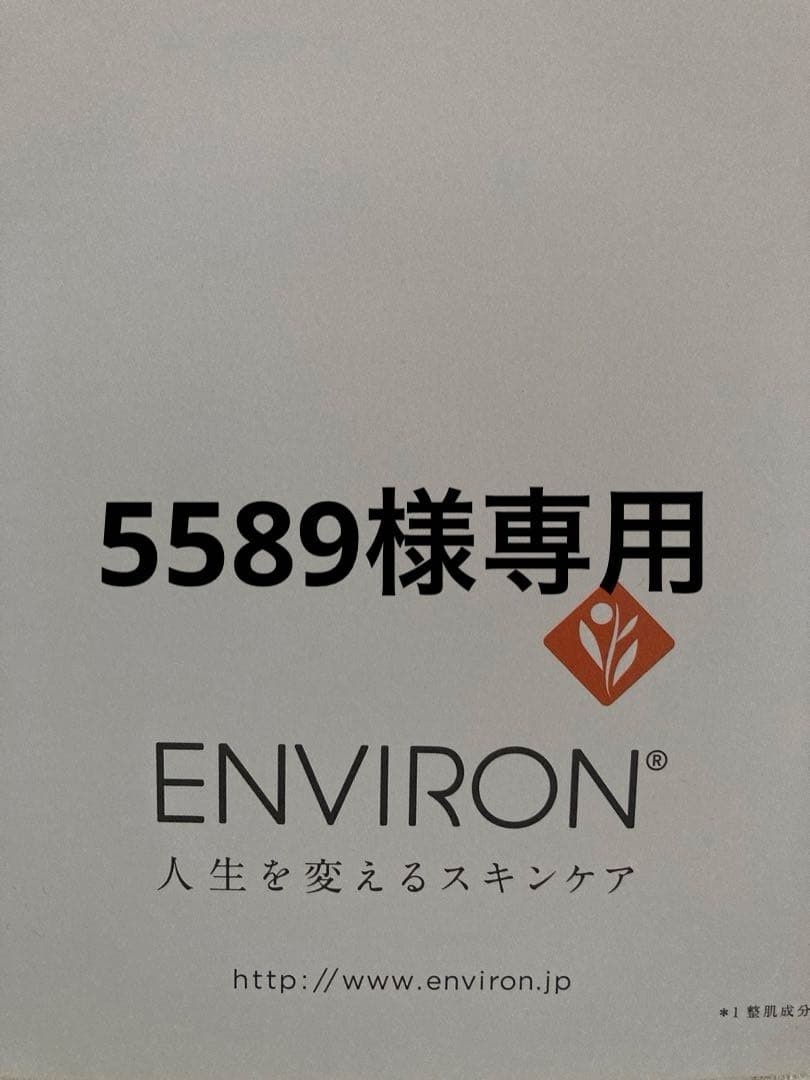 5589様専用
ENVIRON®
人生を変えるスキンケア
http://www.environ.jp
*1 整肌成分